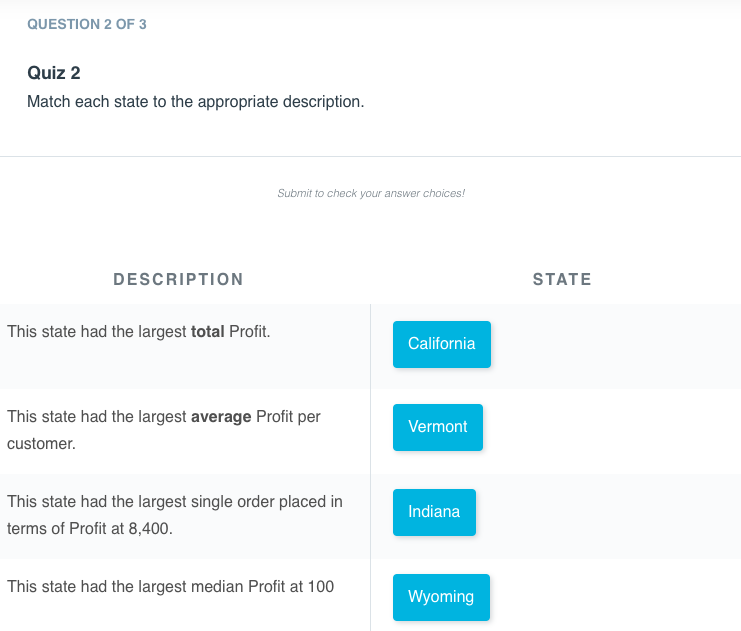 QUESTION 2 OF 3
Quiz 2
Match each state to the appropriate description.
Submit to check your answer choices!
DESCRIPTION
STATE
This state had the largest total Profit.
California
This state had the largest average Profit per
customer.
Vermont
This state had the largest single order placed in
terms of Profit at 8,400.
Indiana
This state had the largest median Profit at 100
Wyoming